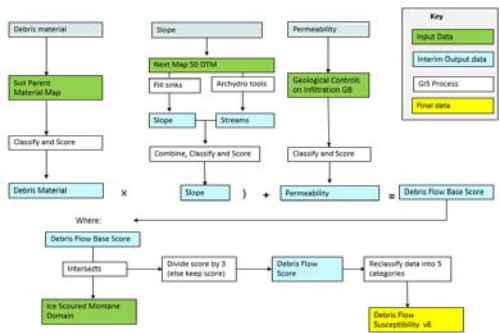 Debris material
Slope
Permeability
Key
Input Data
Interim Output data
GIS Process
Final data
Next Map 50 DTM
Soil Parent
Material Map
Fill sinks
Archydro tools
Geological Controls
on Infiltration GB
Slope
Streams
Classify and Score
Combine, Classify and Score
Classify and Score
Debris Material
x
Slope
)
+
Permeability
=
Debris Flow Base Score
Where:
Debris Flow Base Score
Intersects
Divide score by 3
(else keep score)
Debris Flow
Score
Reclassify data into 5
categories
Ice Scoured Montane
Domain
Debris Flow
Susceptibility v6